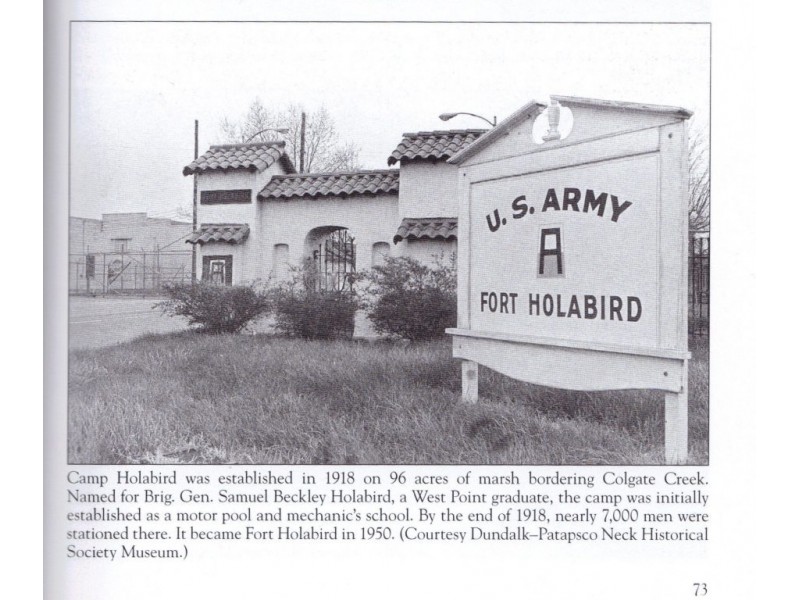 U.S. ARMY
A
FORT HOLABIRD
Camp Holabird was established in 1918 on 96 acres of marsh bordering Colgate Creek.
Named for Brig. Gen. Samuel Beckley Holabird, a West Point graduate, the camp was initially
established as a motor pool and mechanic's school. By the end of 1918, nearly 7,000 men were
stationed there. It became Fort Holabird in 1950. (Courtesy Dundalk–Patapsco Neck Historical
Society Museum.)
73